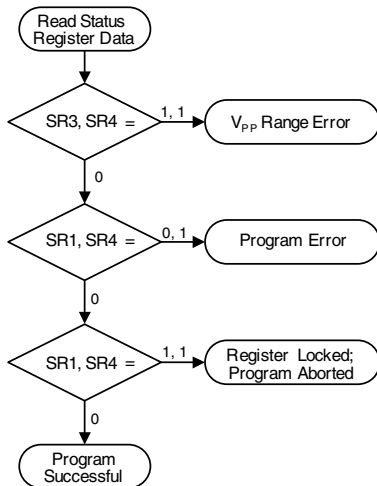 Read Status
Register Data
SR3, SR4 =
1, 1
V_PP Range Error
0
SR1, SR4 =
0, 1
Program Error
0
SR1, SR4 =
1, 1
Register Locked;
Program Aborted
0
Program
Successful